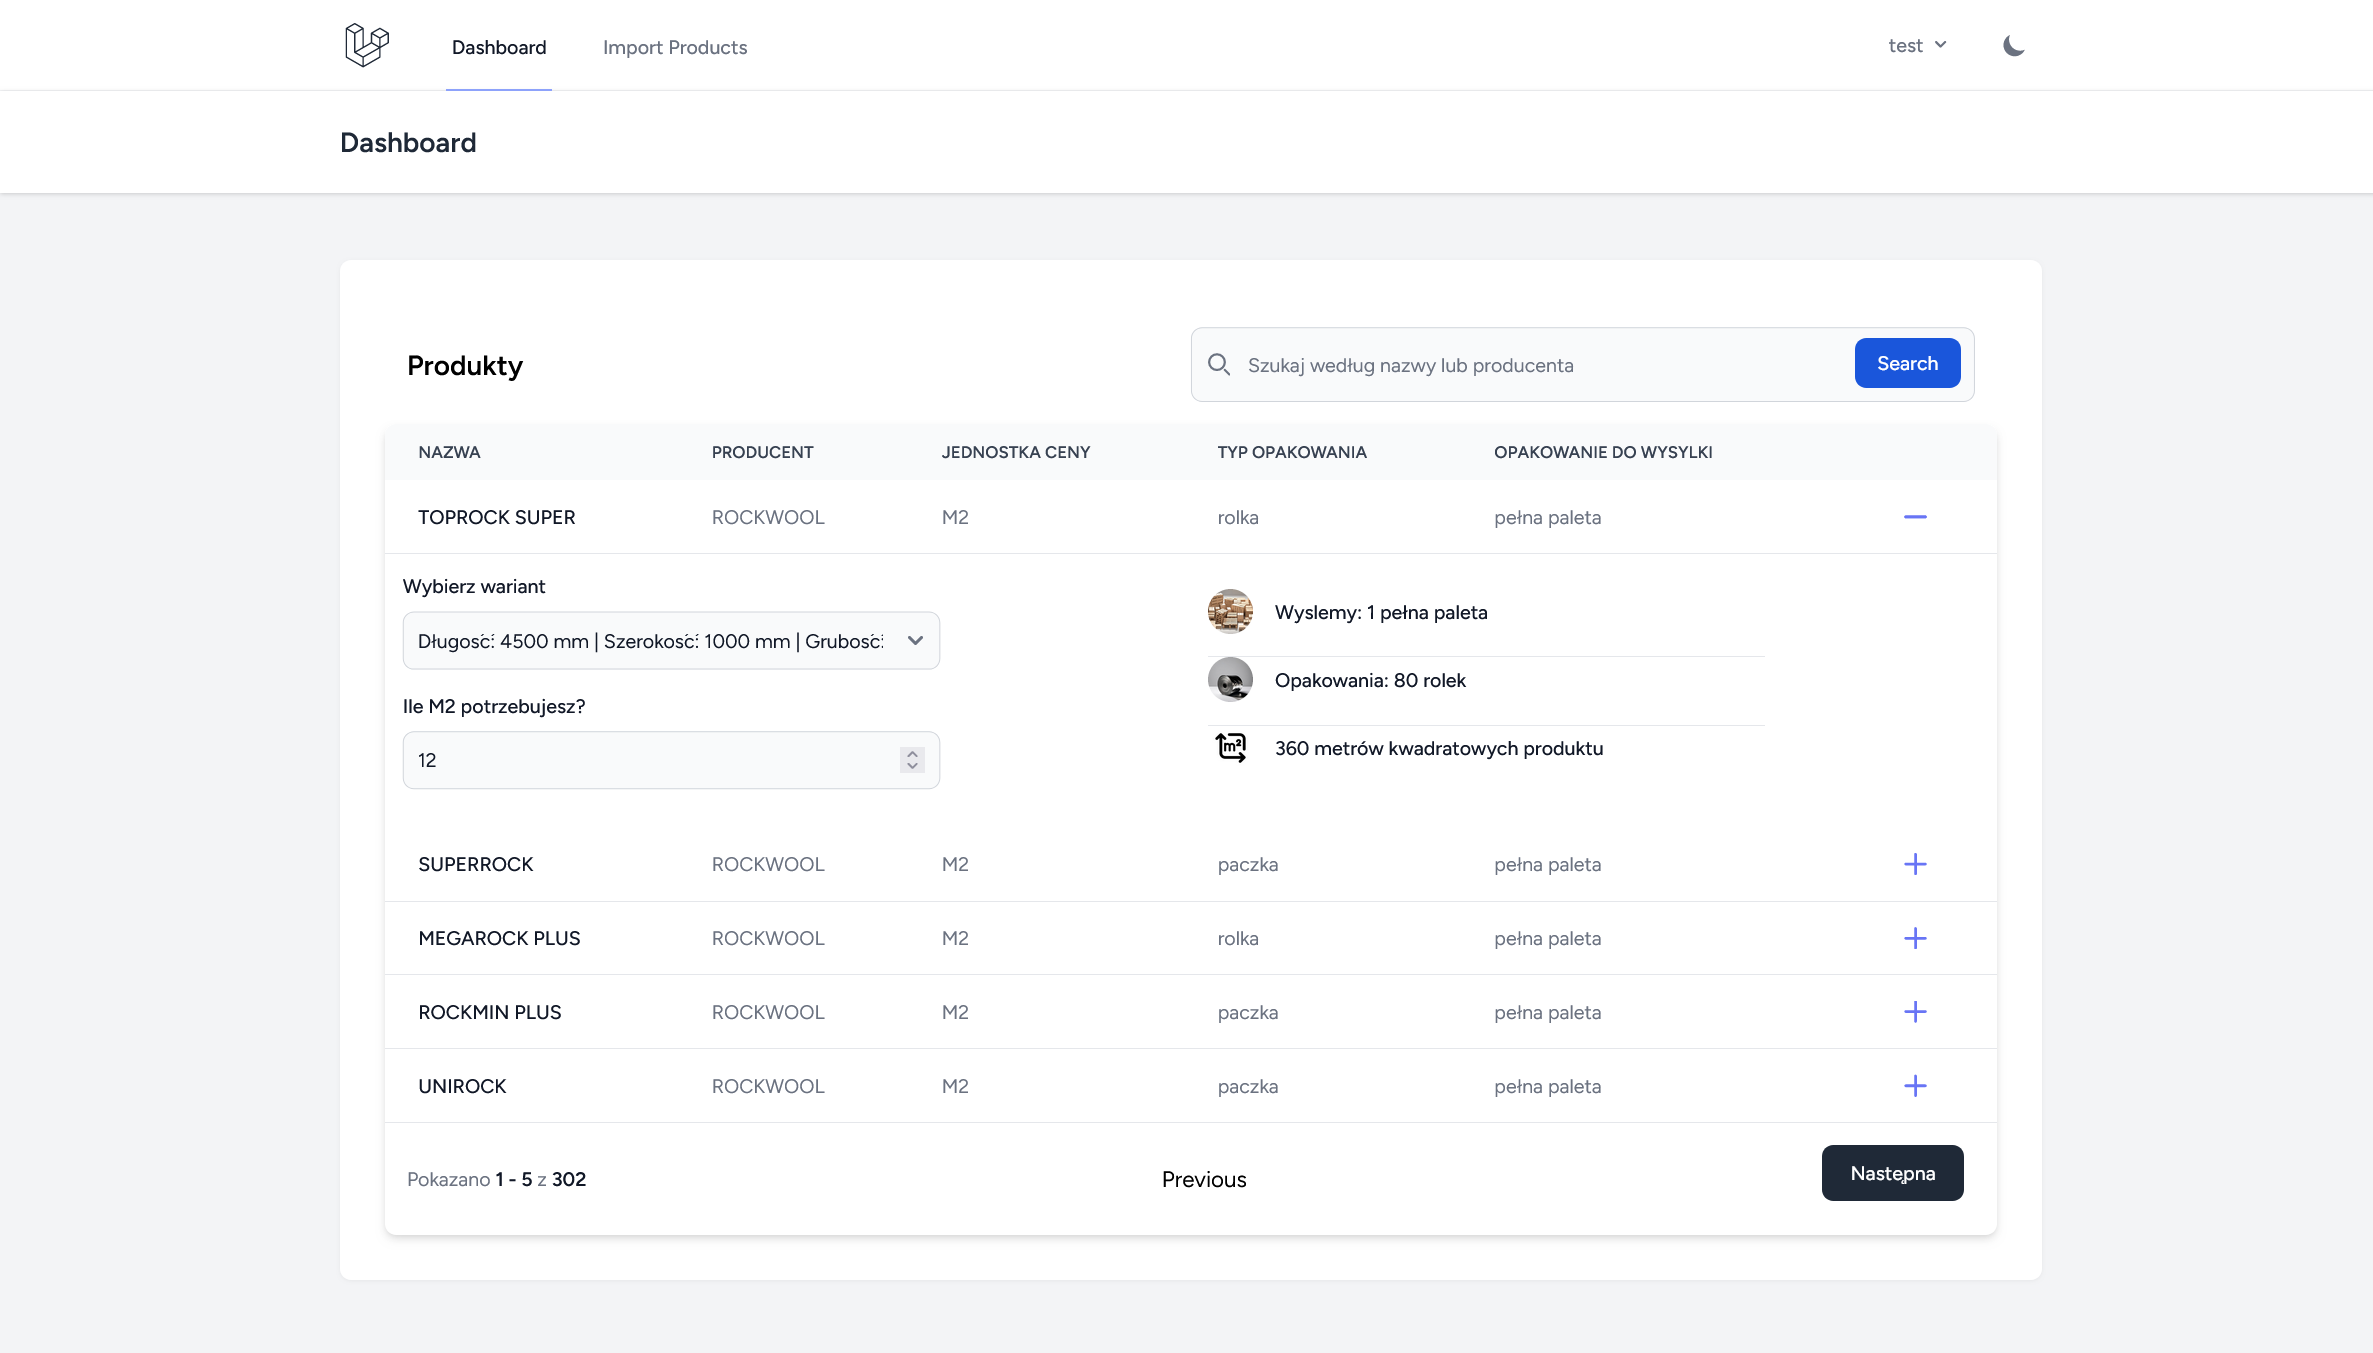 Dashboard
Import Products
test
Dashboard
Produkty
Szukaj według nazwy lub producenta
Search
NAZWA PRODUCENT JEDNOSTKA CENY TYP OPAKOWANIA OPAKOWANIE DO WYSYLKI
TOPROCK SUPER ROCKWOOL M2 rolka pełna paleta
Wybierz wariant
Długość: 4500 mm | Szerokość: 1000 mm | Grubość:
Ile M2 potrzebujesz?
12
Wyslemy: 1 pełna paleta
Opakowania: 80 rolek
m²
360 metrów kwadratowych produktu
SUPERROCK ROCKWOOL M2 paczka pełna paleta
MEGAROCK PLUS ROCKWOOL M2 rolka pełna paleta
ROCKMIN PLUS ROCKWOOL M2 paczka pełna paleta
UNIROCK ROCKWOOL M2 paczka pełna paleta
Pokazano 1 - 5 z 302
Previous
Następna